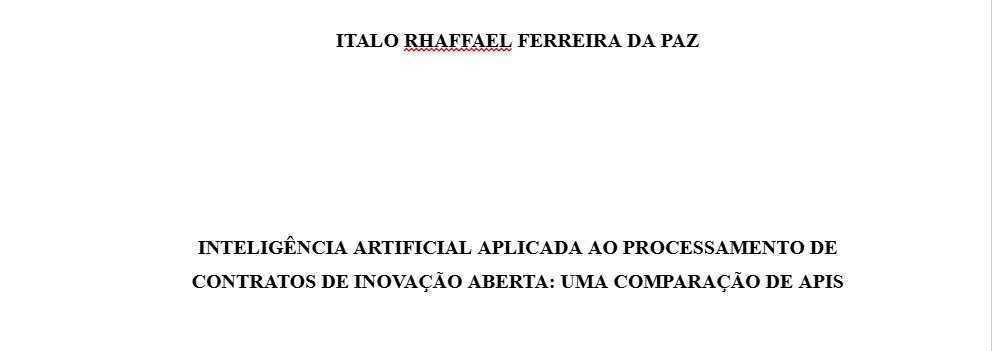 ITALO RHAFFAEL FERREIRA DA PAZ
INTELIGÊNCIA ARTIFICIAL APLICADA AO PROCESSAMENTO DE
CONTRATOS DE INOVAÇÃO ABERTA: UMA COMPARAÇÃO DE APIS